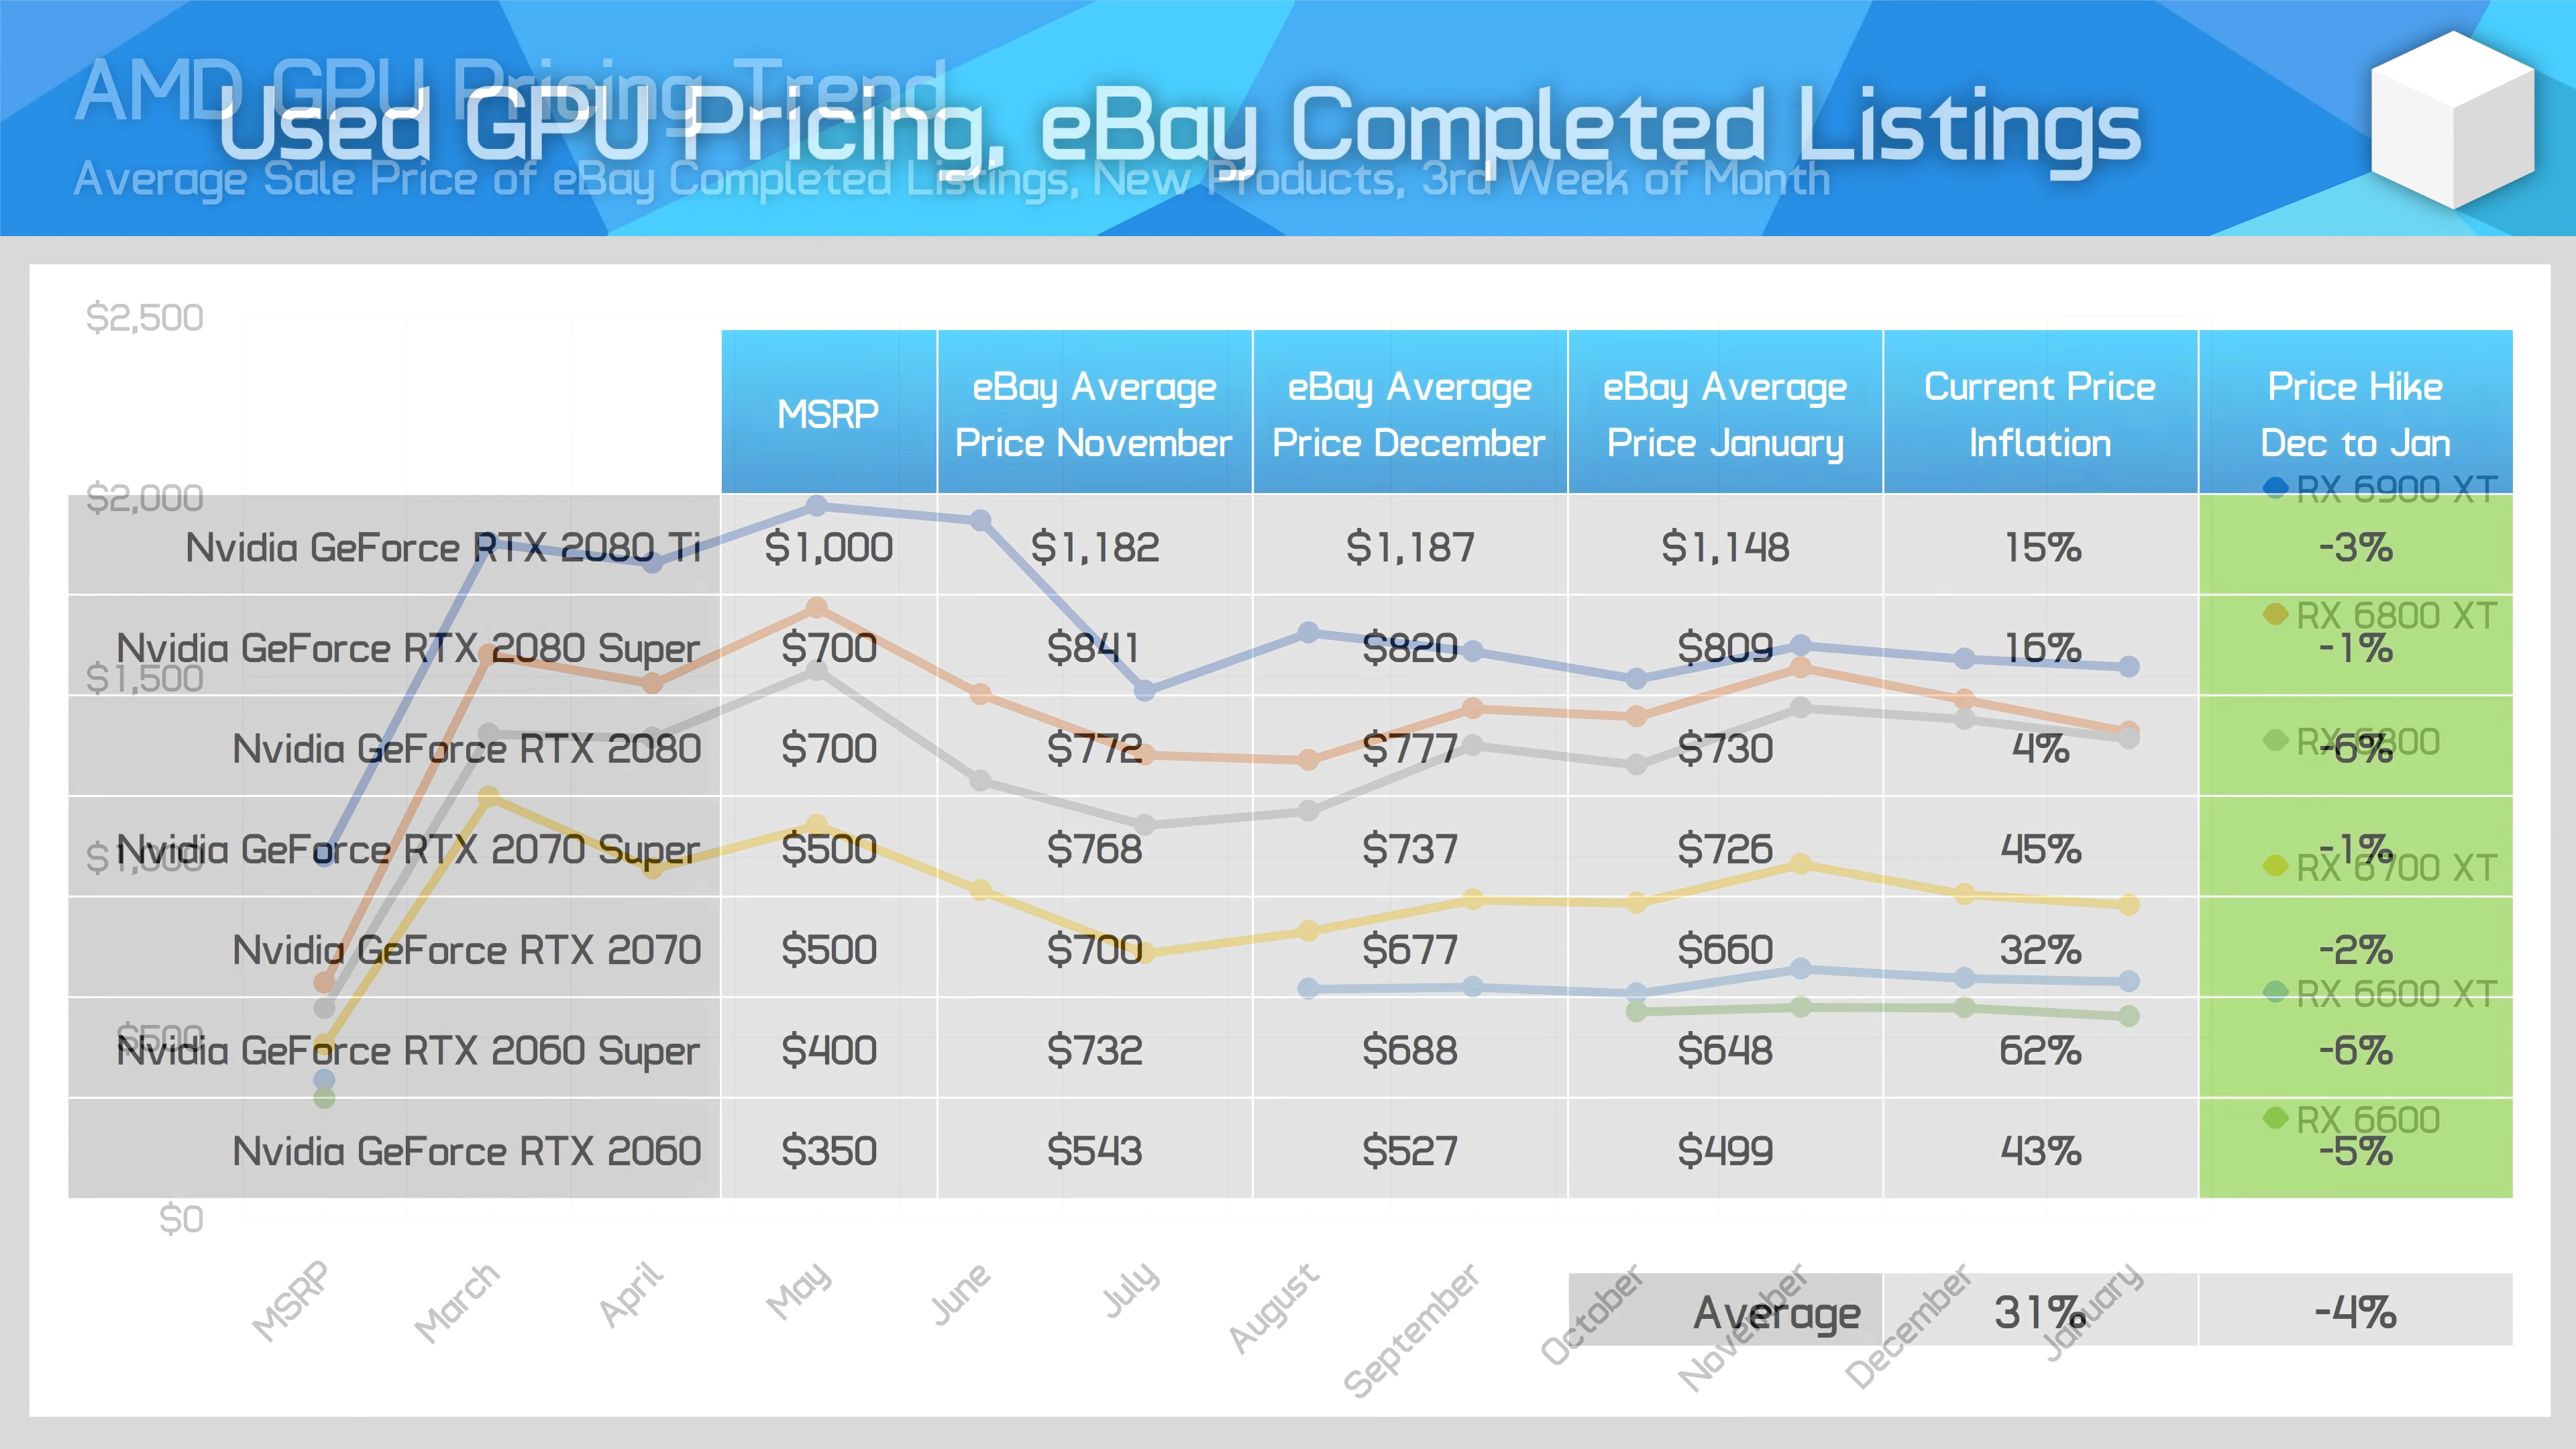 AMD GPU Pricing Trend
Used GPU Pricing, eBay Completed Listings
Average Sale Price of eBay Completed Listings, New Products, 3rd Week of Month
$2,500
$2,000
$1,500
$1,000
$500
$0
MSRP
eBay Average
Price November
eBay Average
Price December
eBay Average
Price January
Current Price
Inflation
Price Hike
Dec to Jan
Nvidia GeForce RTX 2080 Ti $1,000 $1,182 $1,187 $1,148 15% -3%
Nvidia GeForce RTX 2080 Super $700 $841 $820 $809 16% -1%
Nvidia GeForce RTX 2080 $700 $772 $777 $730 4% -6%
Nvidia GeForce RTX 2070 Super $500 $768 $737 $726 45% -1%
Nvidia GeForce RTX 2070 $500 $700 $677 $660 32% -2%
Nvidia GeForce RTX 2060 Super $400 $732 $688 $648 62% -6%
Nvidia GeForce RTX 2060 $350 $543 $527 $499 43% -5%
RX 6900 XT
RX 6800 XT
RX 6800
RX 6700 XT
RX 6600 XT
RX 6600
Average 31% -4%
MSRP
March
April
May
June
July
August
September
October
November
December
January